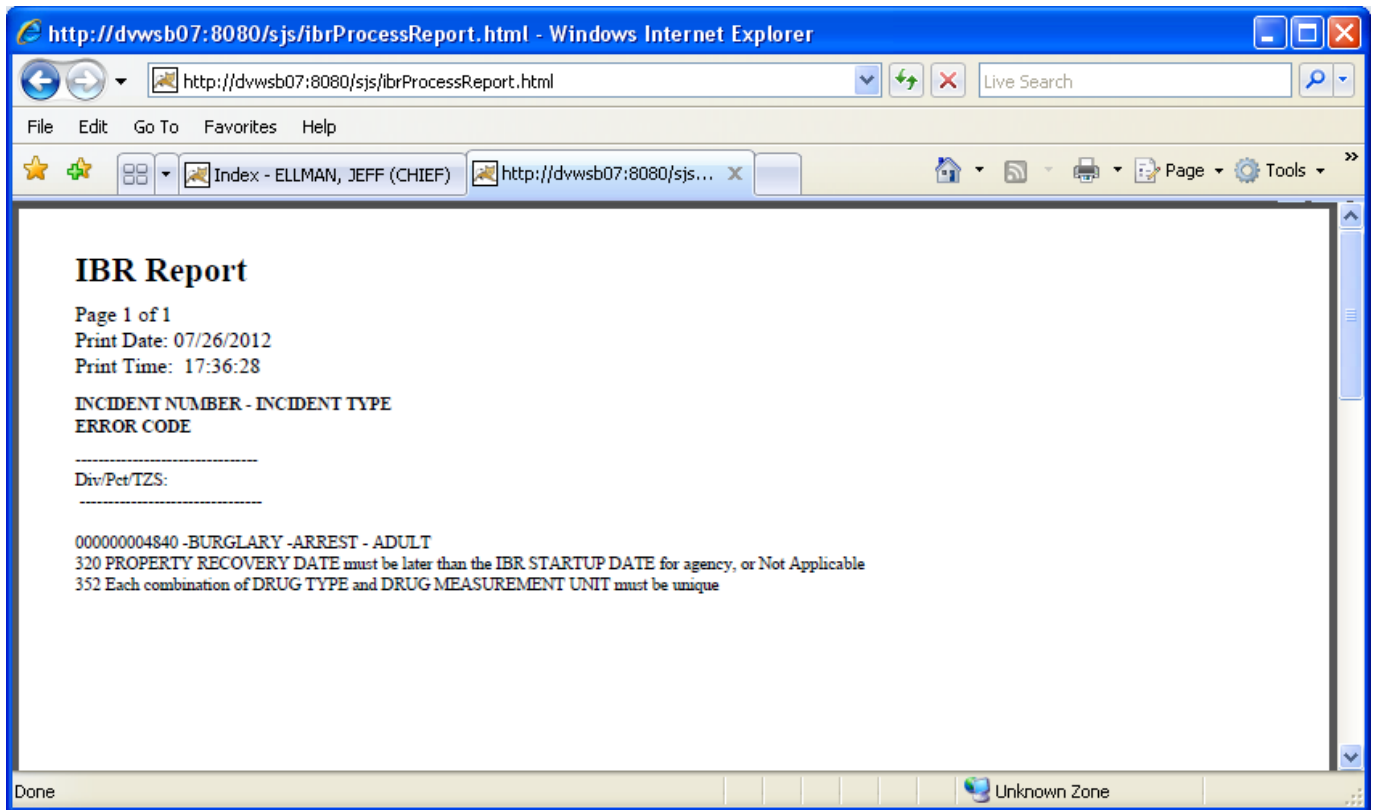 http://dvwsb07:8080/sjs/ibrProcessReport.html - Windows Internet Explorer
http://dvwsb07:8080/sjs/ibrProcessReport.html
Live Search
File Edit Go To Favorites Help
Index - ELLMAN, JEFF (CHIEF) http://dvwsb07:8080/sjs... Page Tools »
IBR Report
Page 1 of 1
Print Date: 07/26/2012
Print Time: 17:36:28
INCIDENT NUMBER - INCIDENT TYPE
ERROR CODE
--------------------------------
Div/Pct/TZS:
--------------------------------
000000004840 -BURGLARY -ARREST - ADULT
320 PROPERTY RECOVERY DATE must be later than the IBR STARTUP DATE for agency, or Not Applicable
352 Each combination of DRUG TYPE and DRUG MEASUREMENT UNIT must be unique
Done Unknown Zone